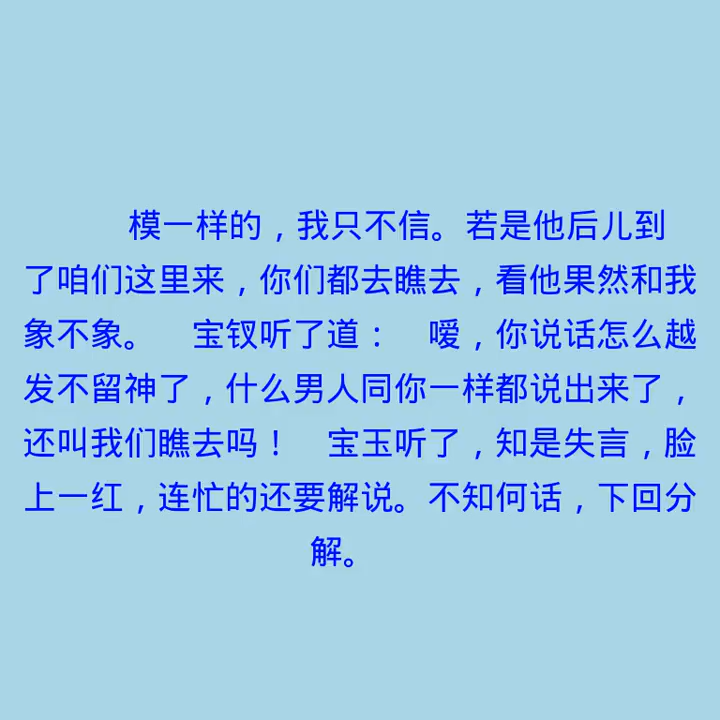 模一样的，我只不信。若是他后儿到
了咱们这里来，你们都去瞧去，看他果然和我
象不象。　宝钗听了道：　嗳，你说话怎么越
发不留神了，什么男人同你一样都说出来了，
还叫我们瞧去吗！　宝玉听了，知是失言，脸
上一红，连忙的还要解说。不知何话，下回分
解。